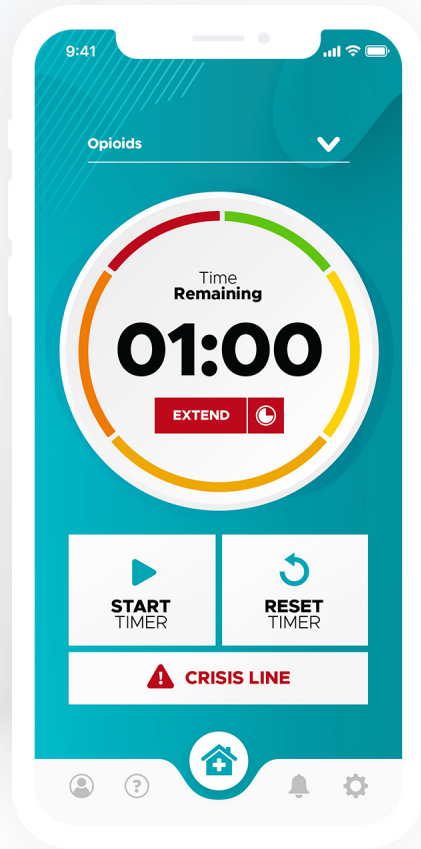 9:41
Opioids
Time
Remaining
01:00
EXTEND
START
TIMER
RESET
TIMER
CRISIS LINE